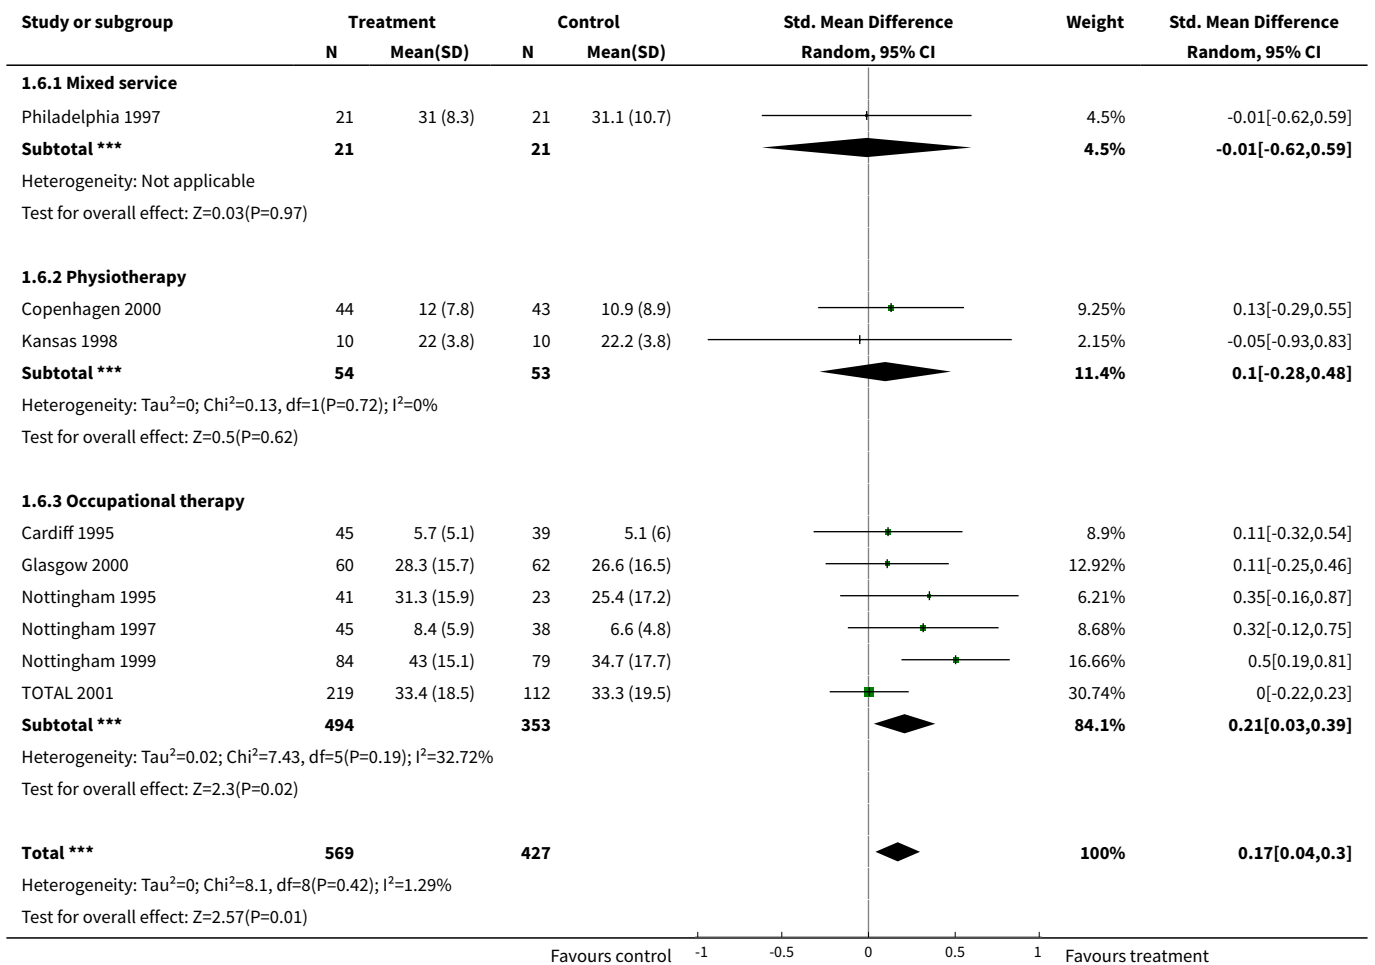 Study or subgroup Treatment Control Std. Mean Difference Weight Std. Mean Difference
N Mean(SD) N Mean(SD) Random, 95% CI Random, 95% CI
1.6.1 Mixed service
Philadelphia 1997 21 31 (8.3) 21 31.1 (10.7) 4.5% -0.01[-0.62,0.59]
Subtotal *** 21 21 4.5% -0.01[-0.62,0.59]
Heterogeneity: Not applicable
Test for overall effect: Z=0.03(P=0.97)
1.6.2 Physiotherapy
Copenhagen 2000 44 12 (7.8) 43 10.9 (8.9) 9.25% 0.13[-0.29,0.55]
Kansas 1998 10 22 (3.8) 10 22.2 (3.8) 2.15% -0.05[-0.93,0.83]
Subtotal *** 54 53 11.4% 0.1[-0.28,0.48]
Heterogeneity: Tau²=0; Chi²=0.13, df=1(P=0.72); I²=0%
Test for overall effect: Z=0.5(P=0.62)
1.6.3 Occupational therapy
Cardiff 1995 45 5.7 (5.1) 39 5.1 (6) 8.9% 0.11[-0.32,0.54]
Glasgow 2000 60 28.3 (15.7) 62 26.6 (16.5) 12.92% 0.11[-0.25,0.46]
Nottingham 1995 41 31.3 (15.9) 23 25.4 (17.2) 6.21% 0.35[-0.16,0.87]
Nottingham 1997 45 8.4 (5.9) 38 6.6 (4.8) 8.68% 0.32[-0.12,0.75]
Nottingham 1999 84 43 (15.1) 79 34.7 (17.7) 16.66% 0.5[0.19,0.81]
TOTAL 2001 219 33.4 (18.5) 112 33.3 (19.5) 30.74% 0[-0.22,0.23]
Subtotal *** 494 353 84.1% 0.21[0.03,0.39]
Heterogeneity: Tau²=0.02; Chi²=7.43, df=5(P=0.19); I²=32.72%
Test for overall effect: Z=2.3(P=0.02)
Total *** 569 427 100% 0.17[0.04,0.3]
Heterogeneity: Tau²=0; Chi²=8.1, df=8(P=0.42); I²=1.29%
Test for overall effect: Z=2.57(P=0.01)
Favours control -1 -0.5 0 0.5 1 Favours treatment